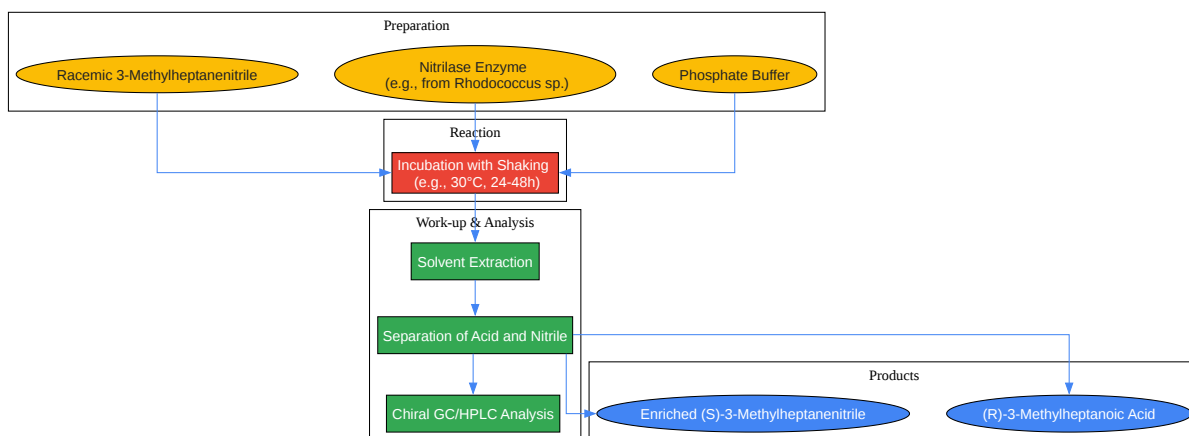 Preparation
Racemic 3-Methylheptanenitrile
Nitrilase Enzyme
(e.g., from Rhodococcus sp.)
Phosphate Buffer
Reaction
Incubation with Shaking
(e.g., 30°C, 24-48h)
Work-up & Analysis
Solvent Extraction
Separation of Acid and Nitrile
Products
Chiral GC/HPLC Analysis
Enriched (S)-3-Methylheptanenitrile
(R)-3-Methylheptanoic Acid